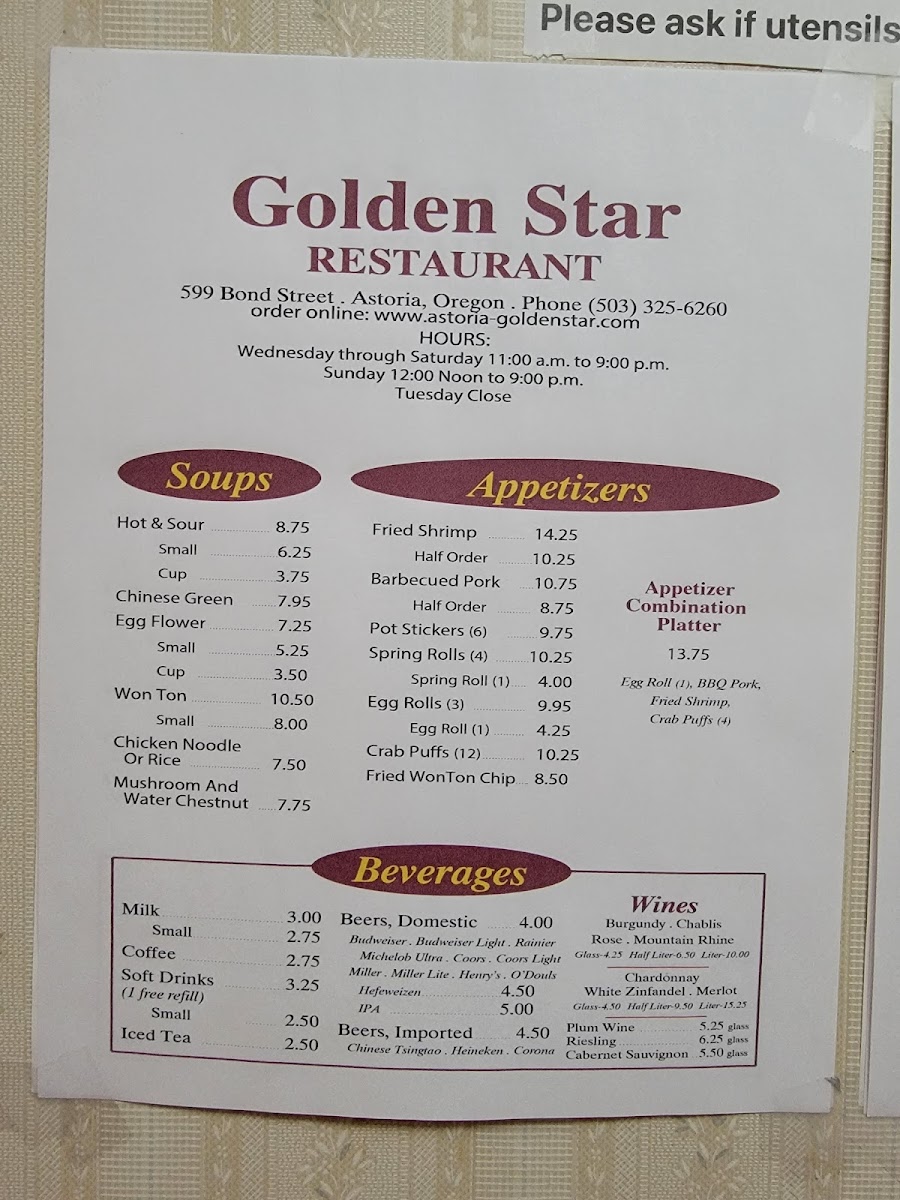 Please ask if utensils
Golden Star
RESTAURANT
599 Bond Street . Astoria, Oregon . Phone (503) 325-6260
order online: www.astoria-goldenstar.com
HOURS:
Wednesday through Saturday 11:00 a.m. to 9:00 p.m.
Sunday 12:00 Noon to 9:00 p.m.
Tuesday Close
Soups
Hot & Sour 8.75
Small 6.25
Cup 3.75
Chinese Green 7.95
Egg Flower 7.25
Small 5.25
Cup 3.50
Won Ton 10.50
Small 8.00
Chicken Noodle
Or Rice 7.50
Mushroom And
Water Chestnut 7.75
Appetizers
Fried Shrimp 14.25
Half Order 10.25
Barbecued Pork 10.75
Half Order 8.75
Pot Stickers (6) 9.75
Spring Rolls (4) 10.25
Spring Roll (1) 4.00
Egg Rolls (3) 9.95
Egg Roll (1) 4.25
Crab Puffs (12) 10.25
Fried WonTon Chip 8.50
Appetizer
Combination
Platter
13.75
Egg Roll (1), BBQ Pork,
Fried Shrimp,
Crab Puffs (4)
Beverages
Milk 3.00
Small 2.75
Coffee 2.75
Soft Drinks 3.25
(1 free refill)
Small 2.50
Iced Tea 2.50
Beers, Domestic 4.00
Budweiser . Budweiser Light . Rainier
Michelob Ultra . Coors . Coors Light
Miller . Miller Lite . Henry's . O'Douls
Hefeweizen 4.50
IPA 5.00
Beers, Imported 4.50
Chinese Tsingtao . Heineken . Corona
Wines
Burgundy . Chablis
Rose . Mountain Rhine
Glass-4.25 Half Liter-6.50 Liter-10.00
Chardonnay
White Zinfandel . Merlot
Glass-4.50 Half Liter-9.50 Liter-15.25
Plum Wine 5.25 glass
Riesling 6.25 glass
Cabernet Sauvignon 5.50 glass